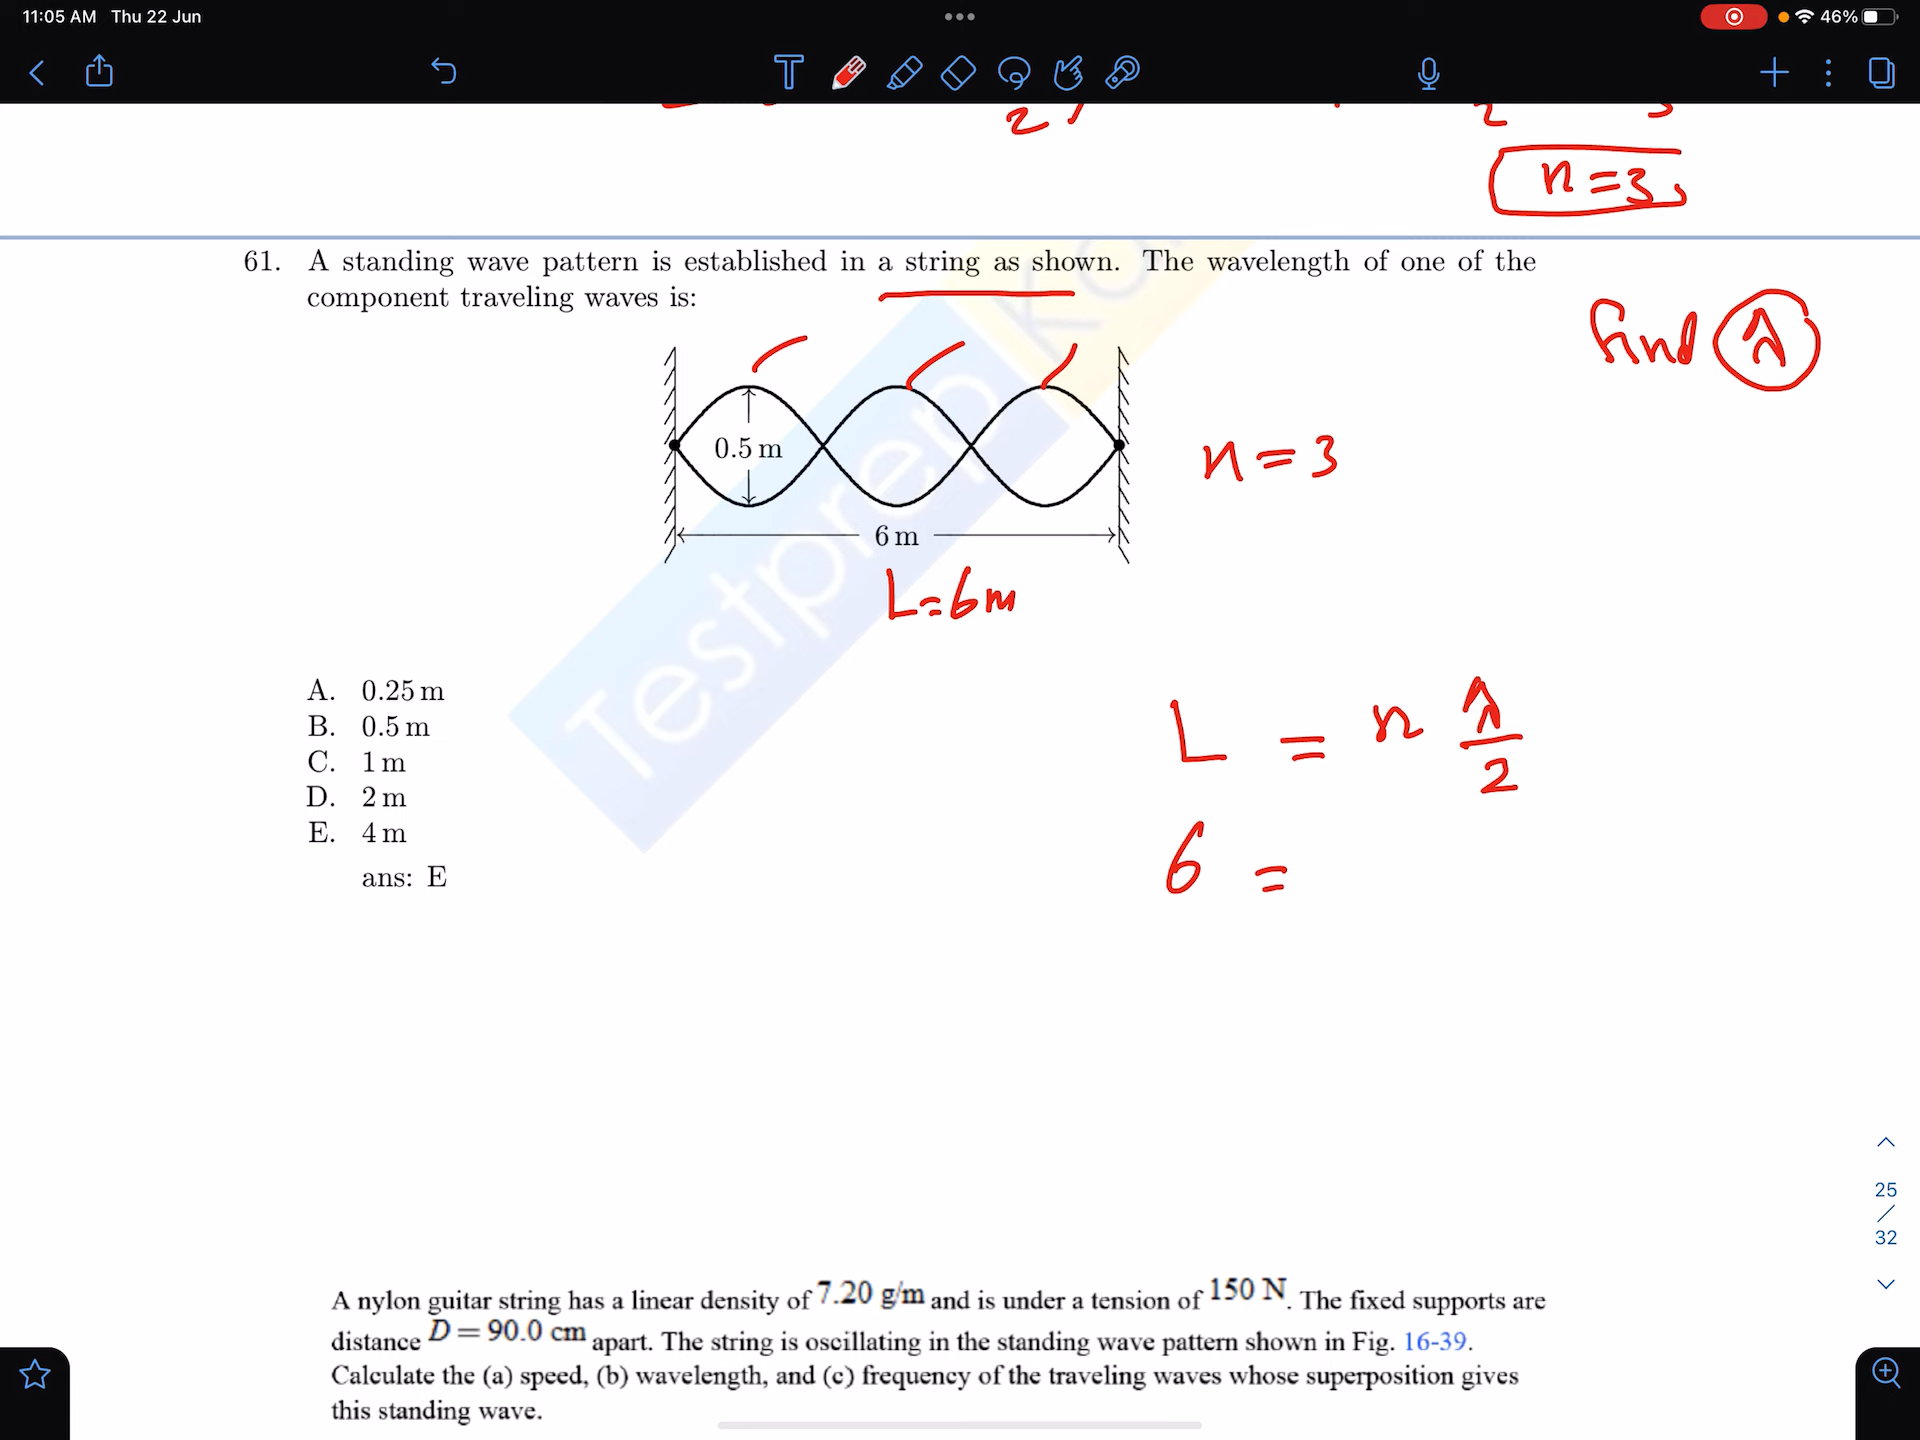 11:05 AM Thu 22 Jun
46%
T
2
2
n = 3
61. A standing wave pattern is established in a string as shown. The wavelength of one of the
component traveling waves is:
find λ
0.5 m
n = 3
6 m
L = 6m
Testprep
A. 0.25 m
B. 0.5 m
C. 1 m
D. 2 m
E. 4 m
ans: E
L = n λ/2
6 =
25
/
32
A nylon guitar string has a linear density of 7.20 g/m and is under a tension of 150 N. The fixed supports are
distance D = 90.0 cm apart. The string is oscillating in the standing wave pattern shown in Fig. 16-39.
Calculate the (a) speed, (b) wavelength, and (c) frequency of the traveling waves whose superposition gives
this standing wave.